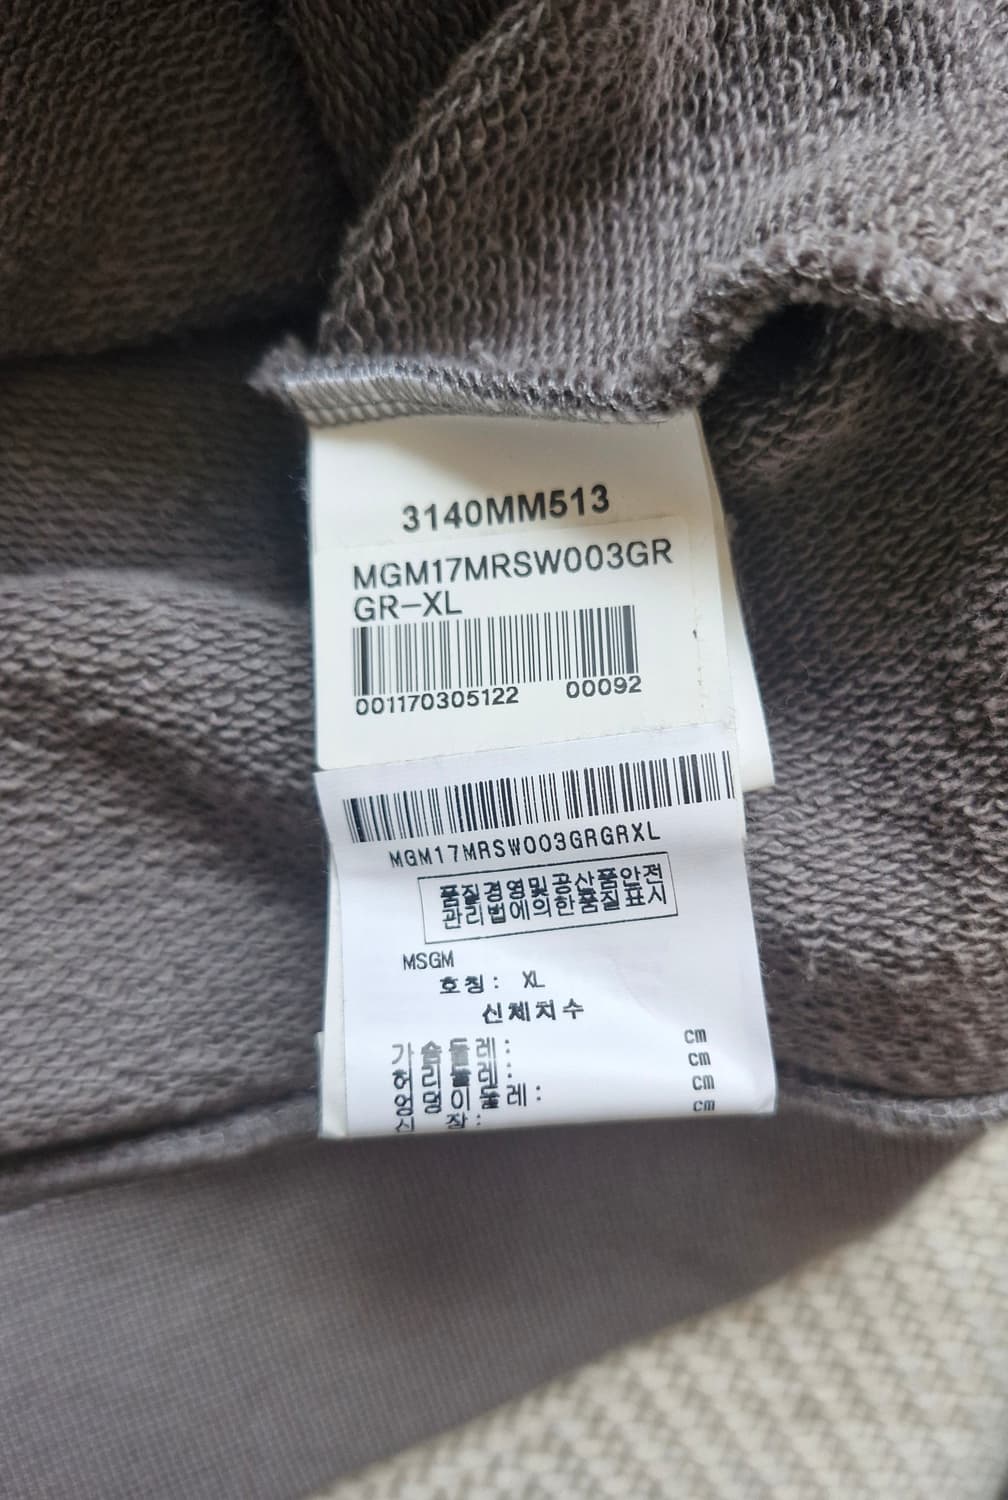 3140MM513
MGM17MRSW003GR
GR-XL
001170305122 00092
MGM17MRSW003GRGRXL
품질경영및공산품안전
관리법에의한품질표시
MSGM
호칭: XL
신체치수
가슴둘레: cm
허리둘레: cm
엉덩이둘레: cm
신 장: cm